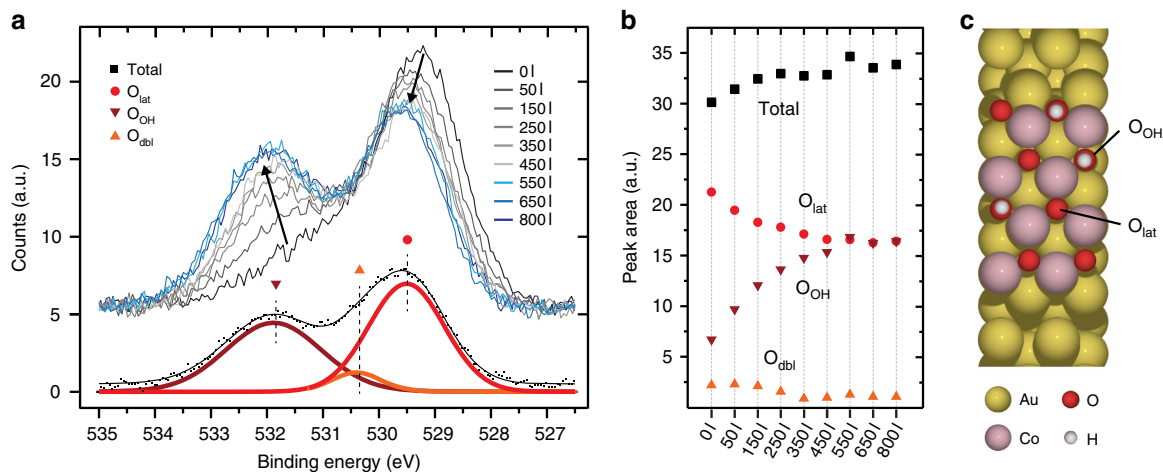 a
Counts (a.u.)
20
15
10
5
0
Total
O_lat
O_OH
O_dbl
0 l
50 l
150 l
250 l
350 l
450 l
550 l
650 l
800 l
535 534 533 532 531 530 529 528 527
Binding energy (eV)
b
Peak area (a.u.)
35
30
25
20
15
10
5
Total
O_lat
O_OH
O_dbl
0 l 50 l 150 l 250 l 350 l 450 l 550 l 650 l 800 l
c
H
O_OH
H
H
O_lat
Au O
Co H